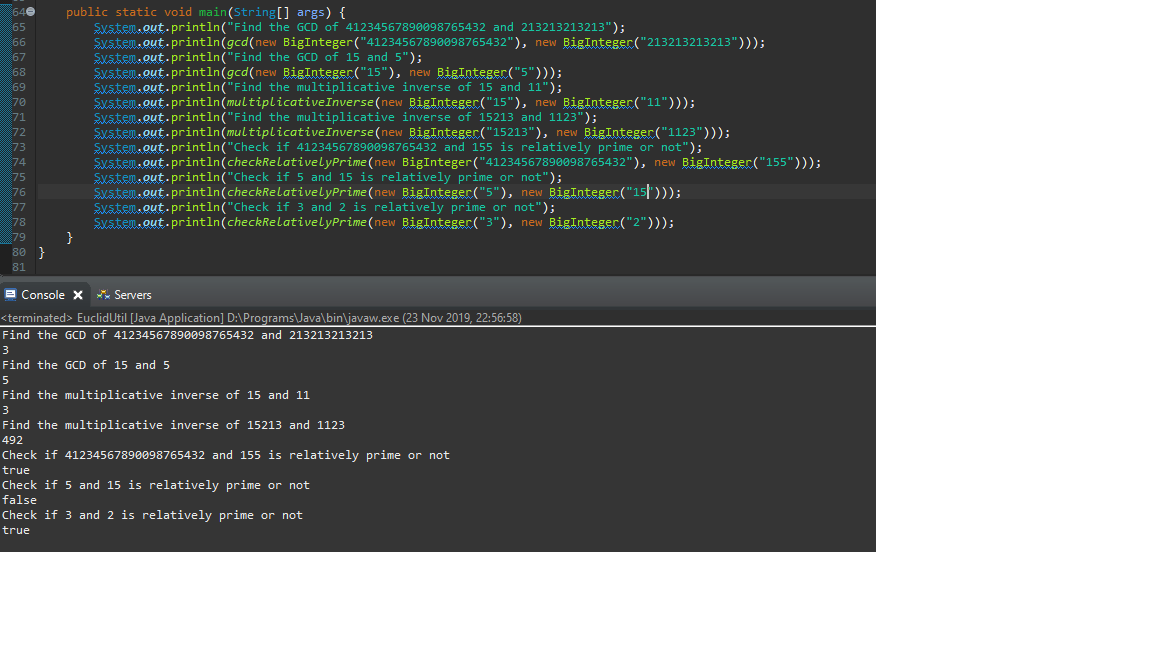 64 public static void main(String[] args) {
65 System.out.println("Find the GCD of 41234567890098765432 and 213213213213");
66 System.out.println(gcd(new BigInteger("41234567890098765432"), new BigInteger("213213213213")));
67 System.out.println("Find the GCD of 15 and 5");
68 System.out.println(gcd(new BigInteger("15"), new BigInteger("5")));
69 System.out.println("Find the multiplicative inverse of 15 and 11");
70 System.out.println(multiplicativeInverse(new BigInteger("15"), new BigInteger("11")));
71 System.out.println("Find the multiplicative inverse of 15213 and 1123");
72 System.out.println(multiplicativeInverse(new BigInteger("15213"), new BigInteger("1123")));
73 System.out.println("Check if 41234567890098765432 and 155 is relatively prime or not");
74 System.out.println(checkRelativelyPrime(new BigInteger("41234567890098765432"), new BigInteger("155")));
75 System.out.println("Check if 5 and 15 is relatively prime or not");
76 System.out.println(checkRelativelyPrime(new BigInteger("5"), new BigInteger("15")));
77 System.out.println("Check if 3 and 2 is relatively prime or not");
78 System.out.println(checkRelativelyPrime(new BigInteger("3"), new BigInteger("2")));
79 }
80 }
81
Console Servers
<terminated> EuclidUtil [Java Application] D:\Programs\Java\bin\javaw.exe (23 Nov 2019, 22:56:58)
Find the GCD of 41234567890098765432 and 213213213213
3
Find the GCD of 15 and 5
5
Find the multiplicative inverse of 15 and 11
3
Find the multiplicative inverse of 15213 and 1123
492
Check if 41234567890098765432 and 155 is relatively prime or not
true
Check if 5 and 15 is relatively prime or not
false
Check if 3 and 2 is relatively prime or not
true